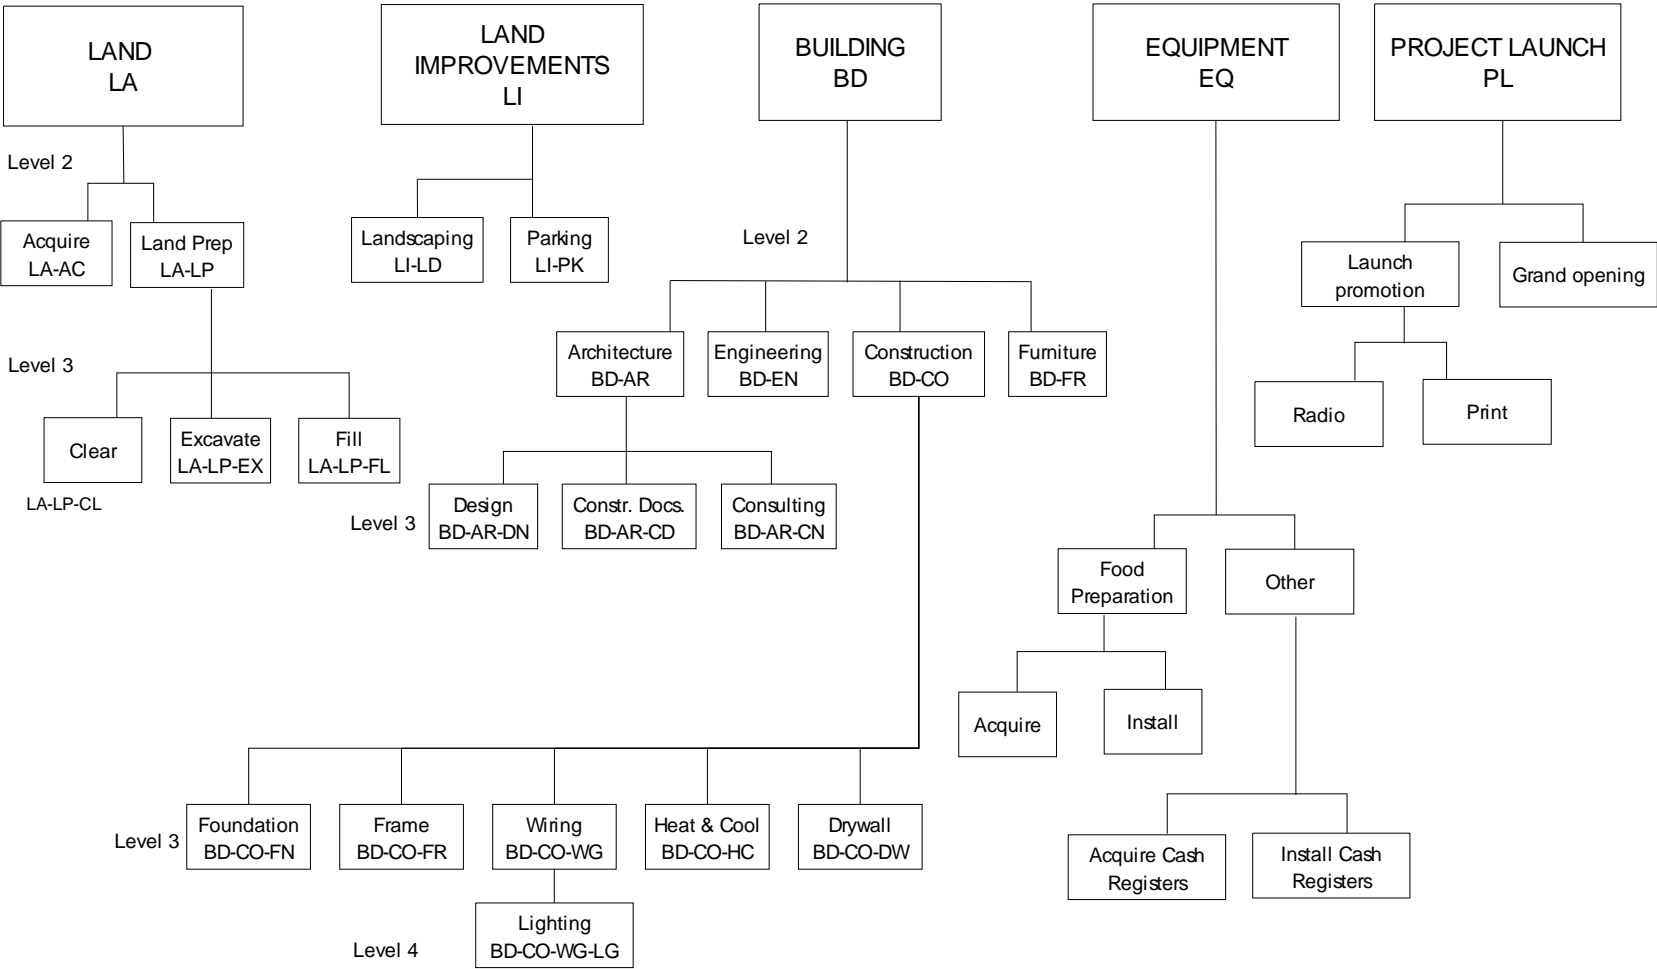 LAND
LA
LAND
IMPROVEMENTS
LI
BUILDING
BD
EQUIPMENT
EQ
PROJECT LAUNCH
PL
Level 2
Acquire
LA-AC
Land Prep
LA-LP
Landscaping
LI-LD
Parking
LI-PK
Level 2
Launch
promotion
Grand opening
Level 3
Architecture
BD-AR
Engineering
BD-EN
Construction
BD-CO
Furniture
BD-FR
Radio
Print
Clear
LA-LP-CL
Excavate
LA-LP-EX
Fill
LA-LP-FL
Level 3
Design
BD-AR-DN
Constr. Docs.
BD-AR-CD
Consulting
BD-AR-CN
Food
Preparation
Other
Acquire
Install
Level 3
Foundation
BD-CO-FN
Frame
BD-CO-FR
Wiring
BD-CO-WG
Heat & Cool
BD-CO-HC
Drywall
BD-CO-DW
Acquire Cash
Registers
Install Cash
Registers
Level 4
Lighting
BD-CO-WG-LG